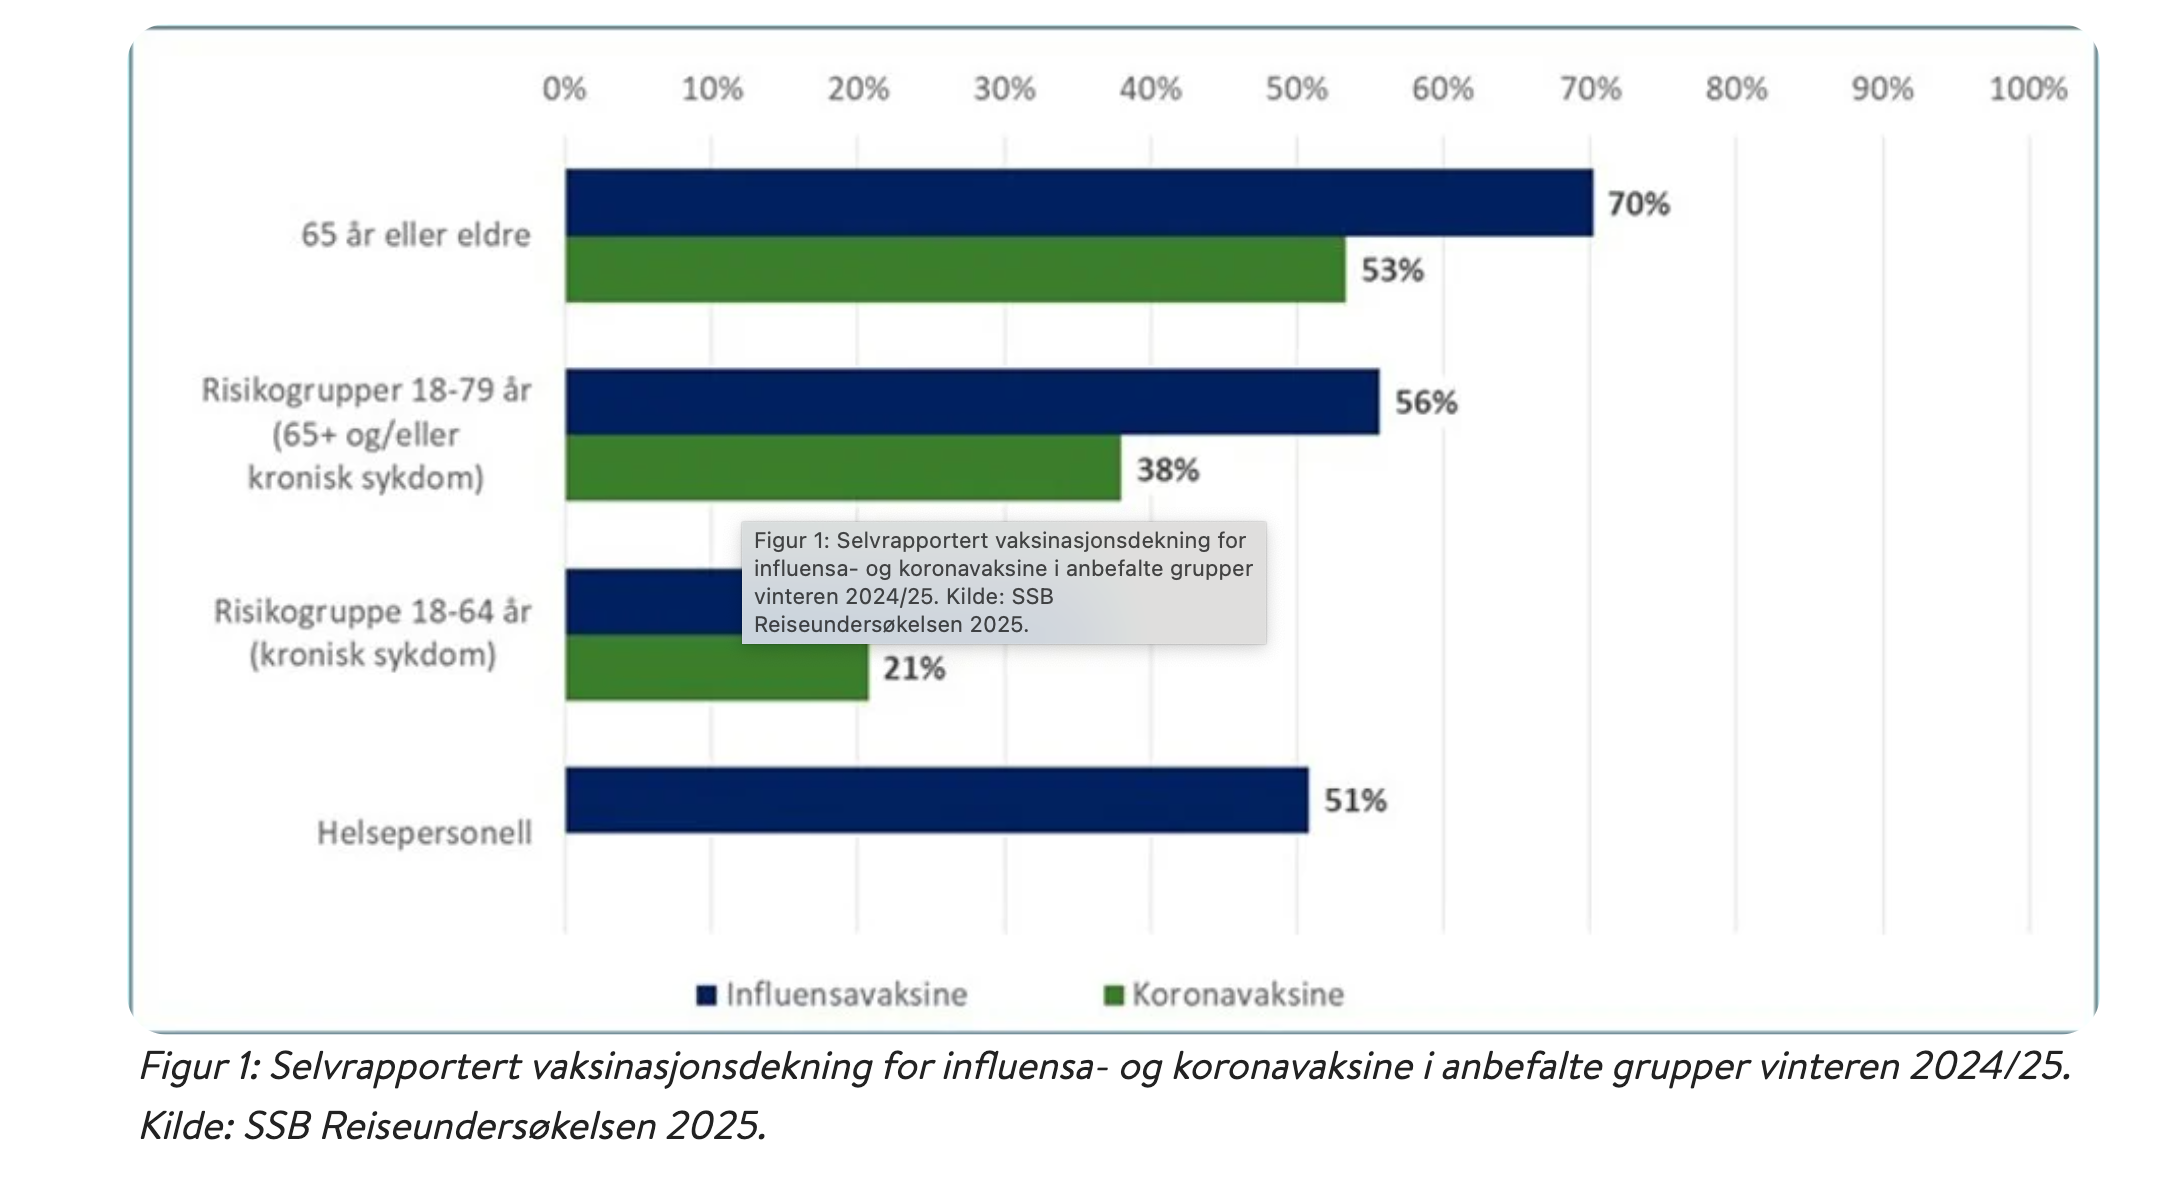 0% 10% 20% 30% 40% 50% 60% 70% 80% 90% 100%
65 år eller eldre
70%
53%
Risikogrupper 18-79 år
(65+ og/eller
kronisk sykdom)
56%
38%
Figur 1: Selvrapportert vaksinasjonsdekning for
influensa- og koronavaksine i anbefalte grupper
vinteren 2024/25. Kilde: SSB
Reiseundersøkelsen 2025.
Risikogruppe 18-64 år
(kronisk sykdom)
21%
Helsepersonell
51%
Influensavaksine Koronavaksine
Figur 1: Selvrapportert vaksinasjonsdekning for influensa- og koronavaksine i anbefalte grupper vinteren 2024/25.
Kilde: SSB Reiseundersøkelsen 2025.